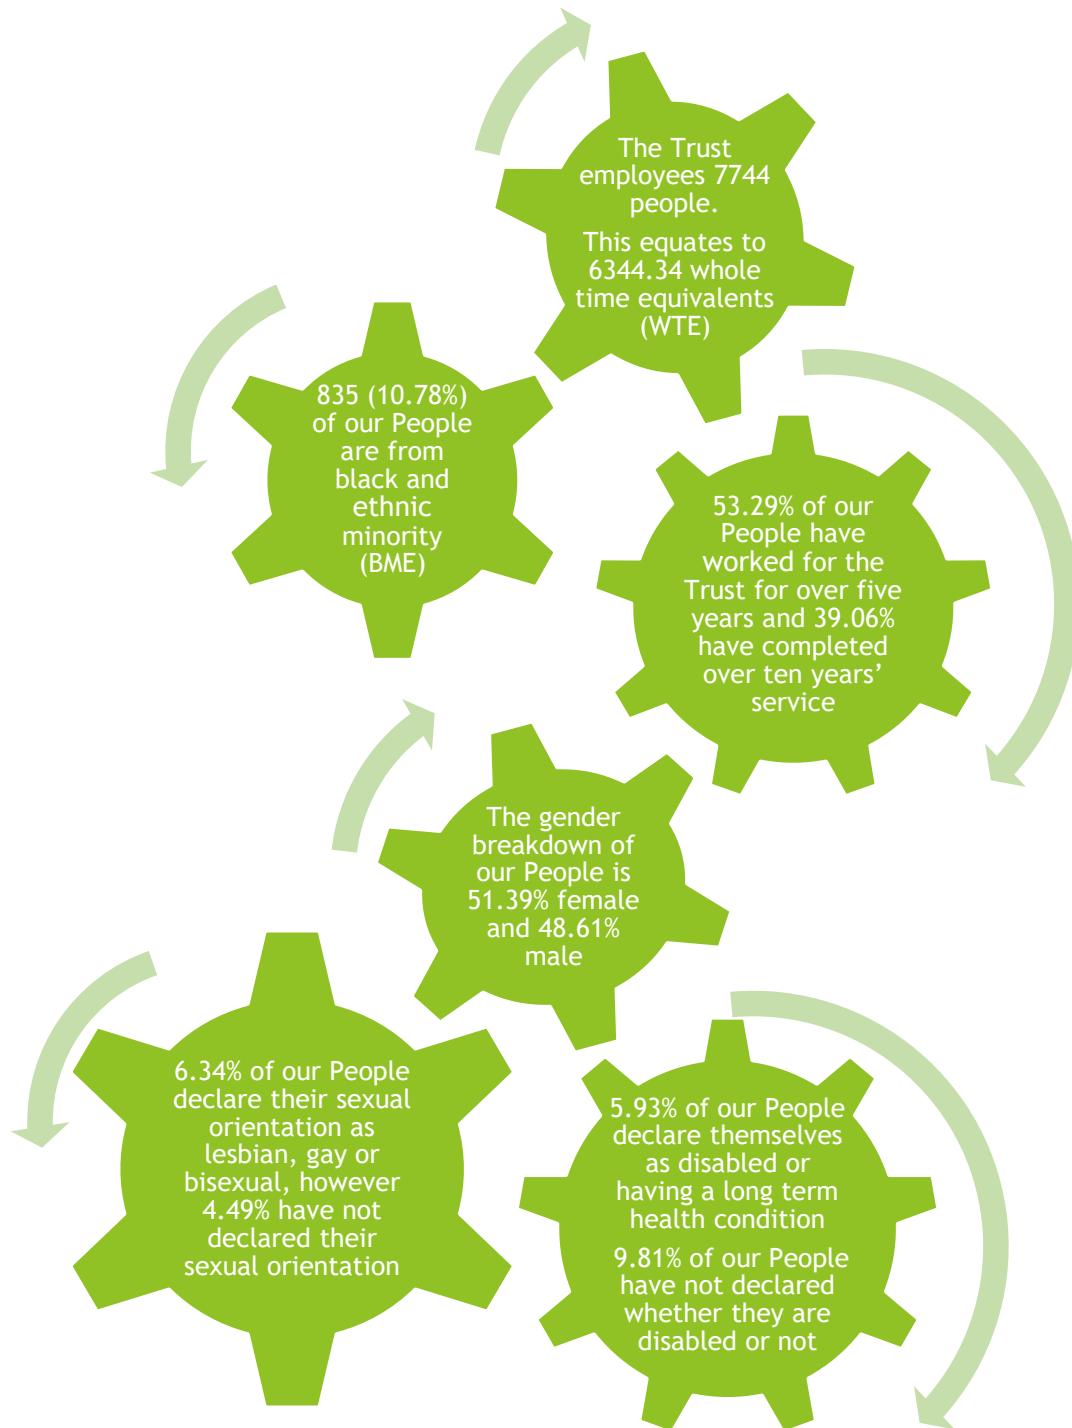 The Trust
employees 7744
people.
This equates to
6344.34 whole
time equivalents
(WTE)
835 (10.78%)
of our People
are from
black and
ethnic
minority
(BME)
53.29% of our
People have
worked for the
Trust for over five
years and 39.06%
have completed
over ten years’
service
The gender
breakdown of
our People is
51.39% female
and 48.61%
male
6.34% of our People
declare their sexual
orientation as
lesbian, gay or
bisexual, however
4.49% have not
declared their
sexual orientation
5.93% of our People
declare themselves
as disabled or
having a long term
health condition
9.81% of our People
have not declared
whether they are
disabled or not